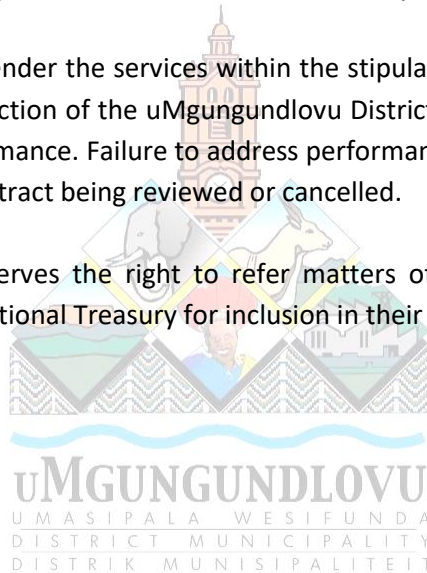 ender the services within the stipula
ction of the uMgungundlovu District
mance. Failure to address performan
tract being reviewed or cancelled.
erves the right to refer matters of
tional Treasury for inclusion in their
UMGUNGUNDLOVU
UMASIPALA WESIFUNDA
DISTRICT MUNICIPALITY
DISTRIK MUNISIPALITEIT